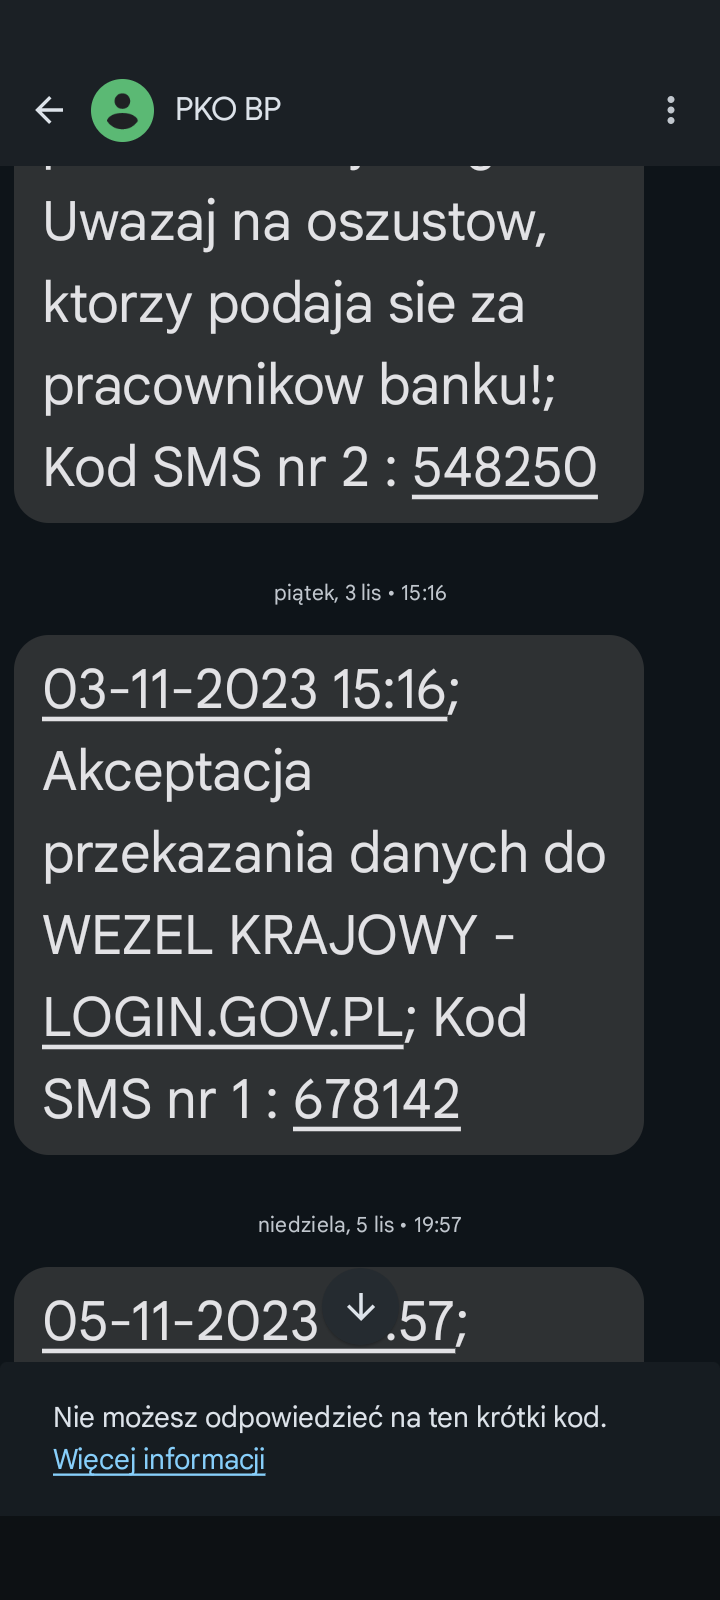 PKO BP
Uwazaj na oszustow,
ktorzy podaja sie za
pracownikow banku!;
Kod SMS nr 2 : 548250
piątek, 3 lis • 15:16
03-11-2023 15:16;
Akceptacja
przekazania danych do
WEZEL KRAJOWY -
LOGIN.GOV.PL; Kod
SMS nr 1 : 678142
niedziela, 5 lis • 19:57
05-11-2023 :57;
Nie możesz odpowiedzieć na ten krótki kod.
Więcej informacji